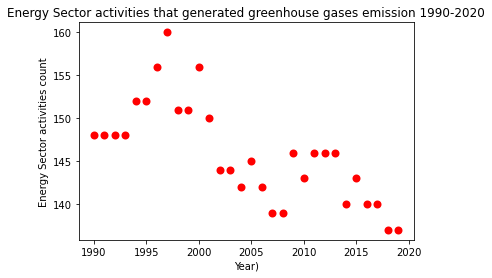 Energy Sector activities that generated greenhouse gases emission 1990-2020
160
155
150
145
140
Energy Sector activities count
1990 1995 2000 2005 2010 2015 2020
Year)